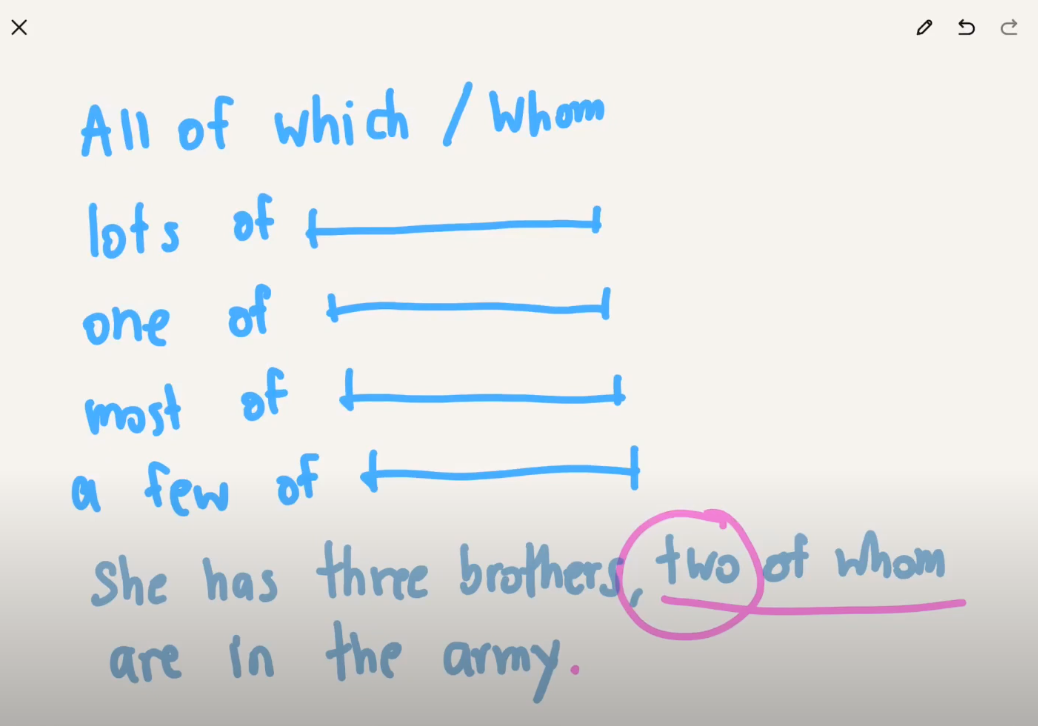 All of which / whom
lots of
one of
most of
a few of
She has three brothers, two of whom
are in the army.